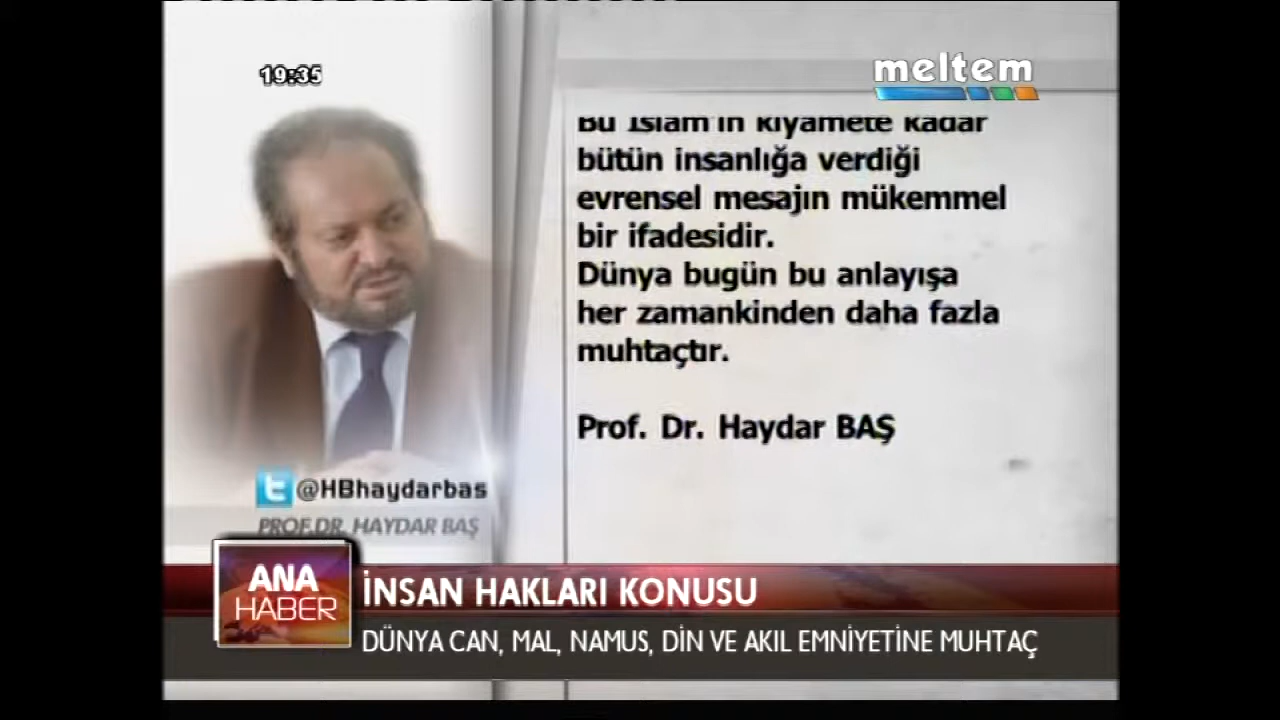 19:35
meltem
Bu İslam'ın kıyamete kadar
bütün insanlığa verdiği
evrensel mesajın mükemmel
bir ifadesidir.
Dünya bugün bu anlayışa
her zamankinden daha fazla
muhtaçtır.
Prof. Dr. Haydar BAŞ
@HBhaydarbas
PROF.DR. HAYDAR BAŞ
ANA
HABER
İNSAN HAKLARI KONUSU
DÜNYA CAN, MAL, NAMUS, DİN VE AKIL EMNİYETİNE MUHTAÇ